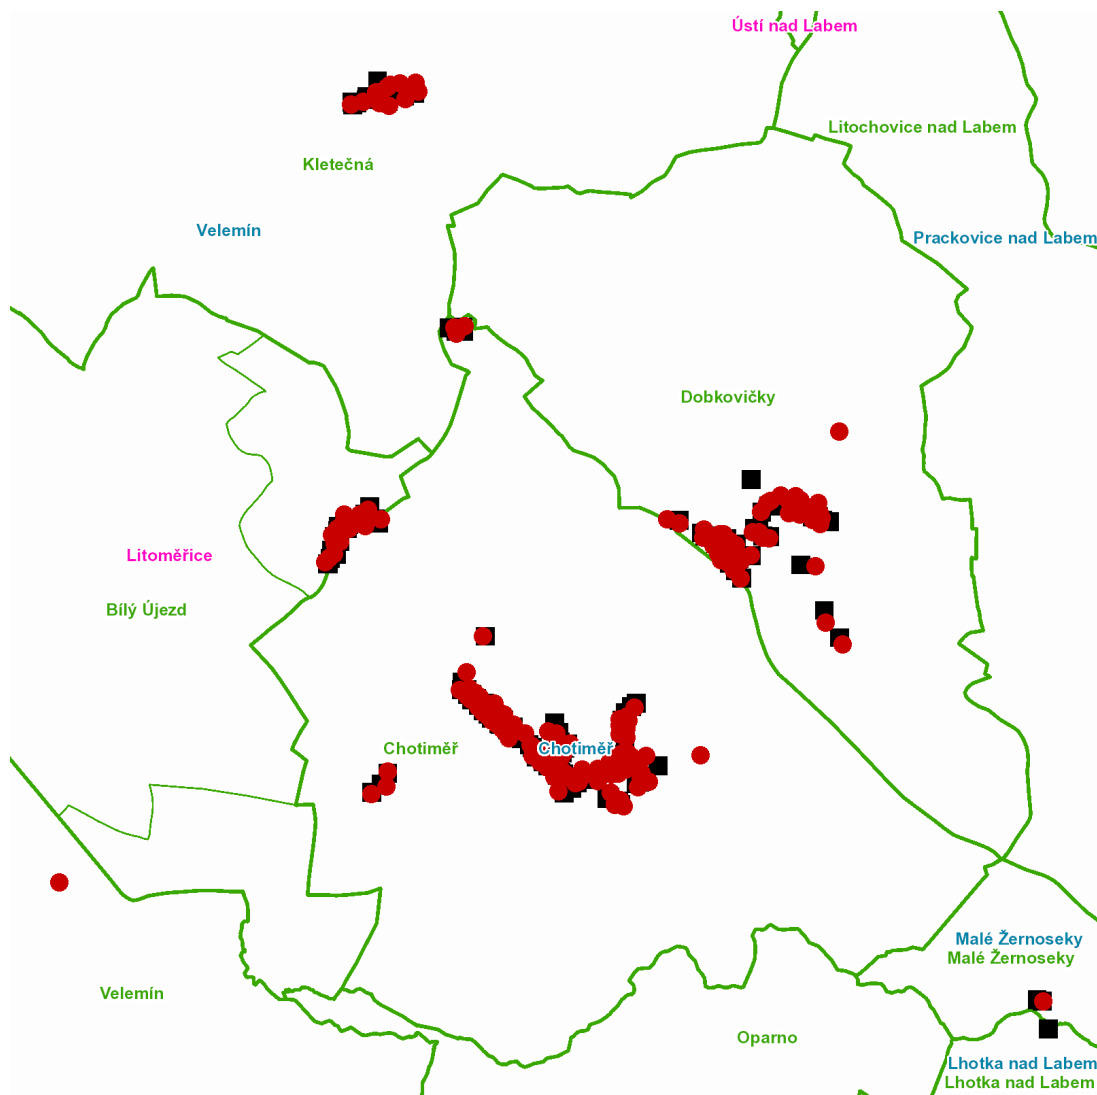 Ústí nad Labem
Litochovice nad Labem
Kletečná
Velemín
Prackovice nad Labem
Dobkovičky
Litoměřice
Bílý Újezd
Chotiměř
Chotiměř
Malé Žernoseky
Malé Žernoseky
Velemín
Oparno
Lhotka nad Labem
Lhotka nad Labem